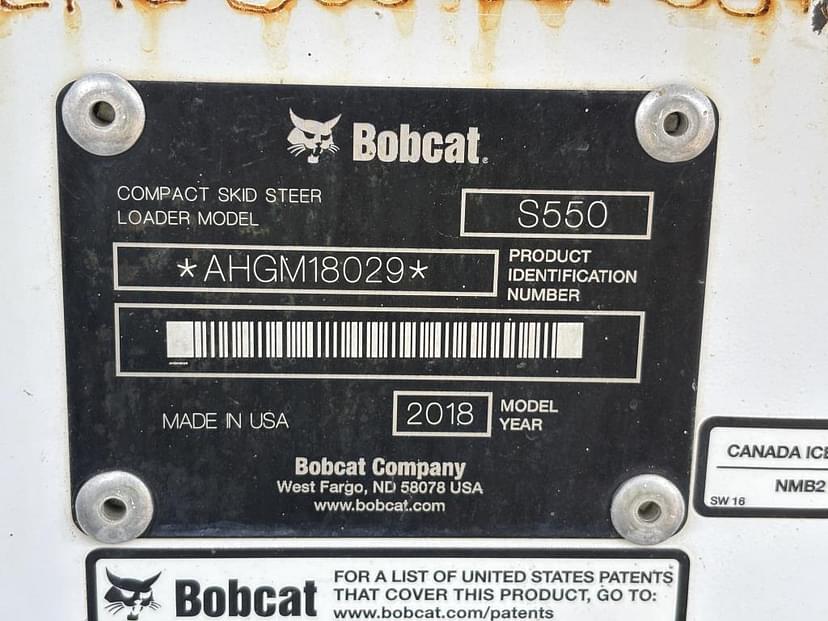 Bobcat.
COMPACT SKID STEER
LOADER MODEL
S550
*AHGM18029*
PRODUCT
IDENTIFICATION
NUMBER
MADE IN USA
2018
MODEL
YEAR
Bobcat Company
West Fargo, ND 58078 USA
www.bobcat.com
CANADA ICE
NMB2
SW 16
Bobcat
FOR A LIST OF UNITED STATES PATENTS
THAT COVER THIS PRODUCT, GO TO:
www.bobcat.com/patents